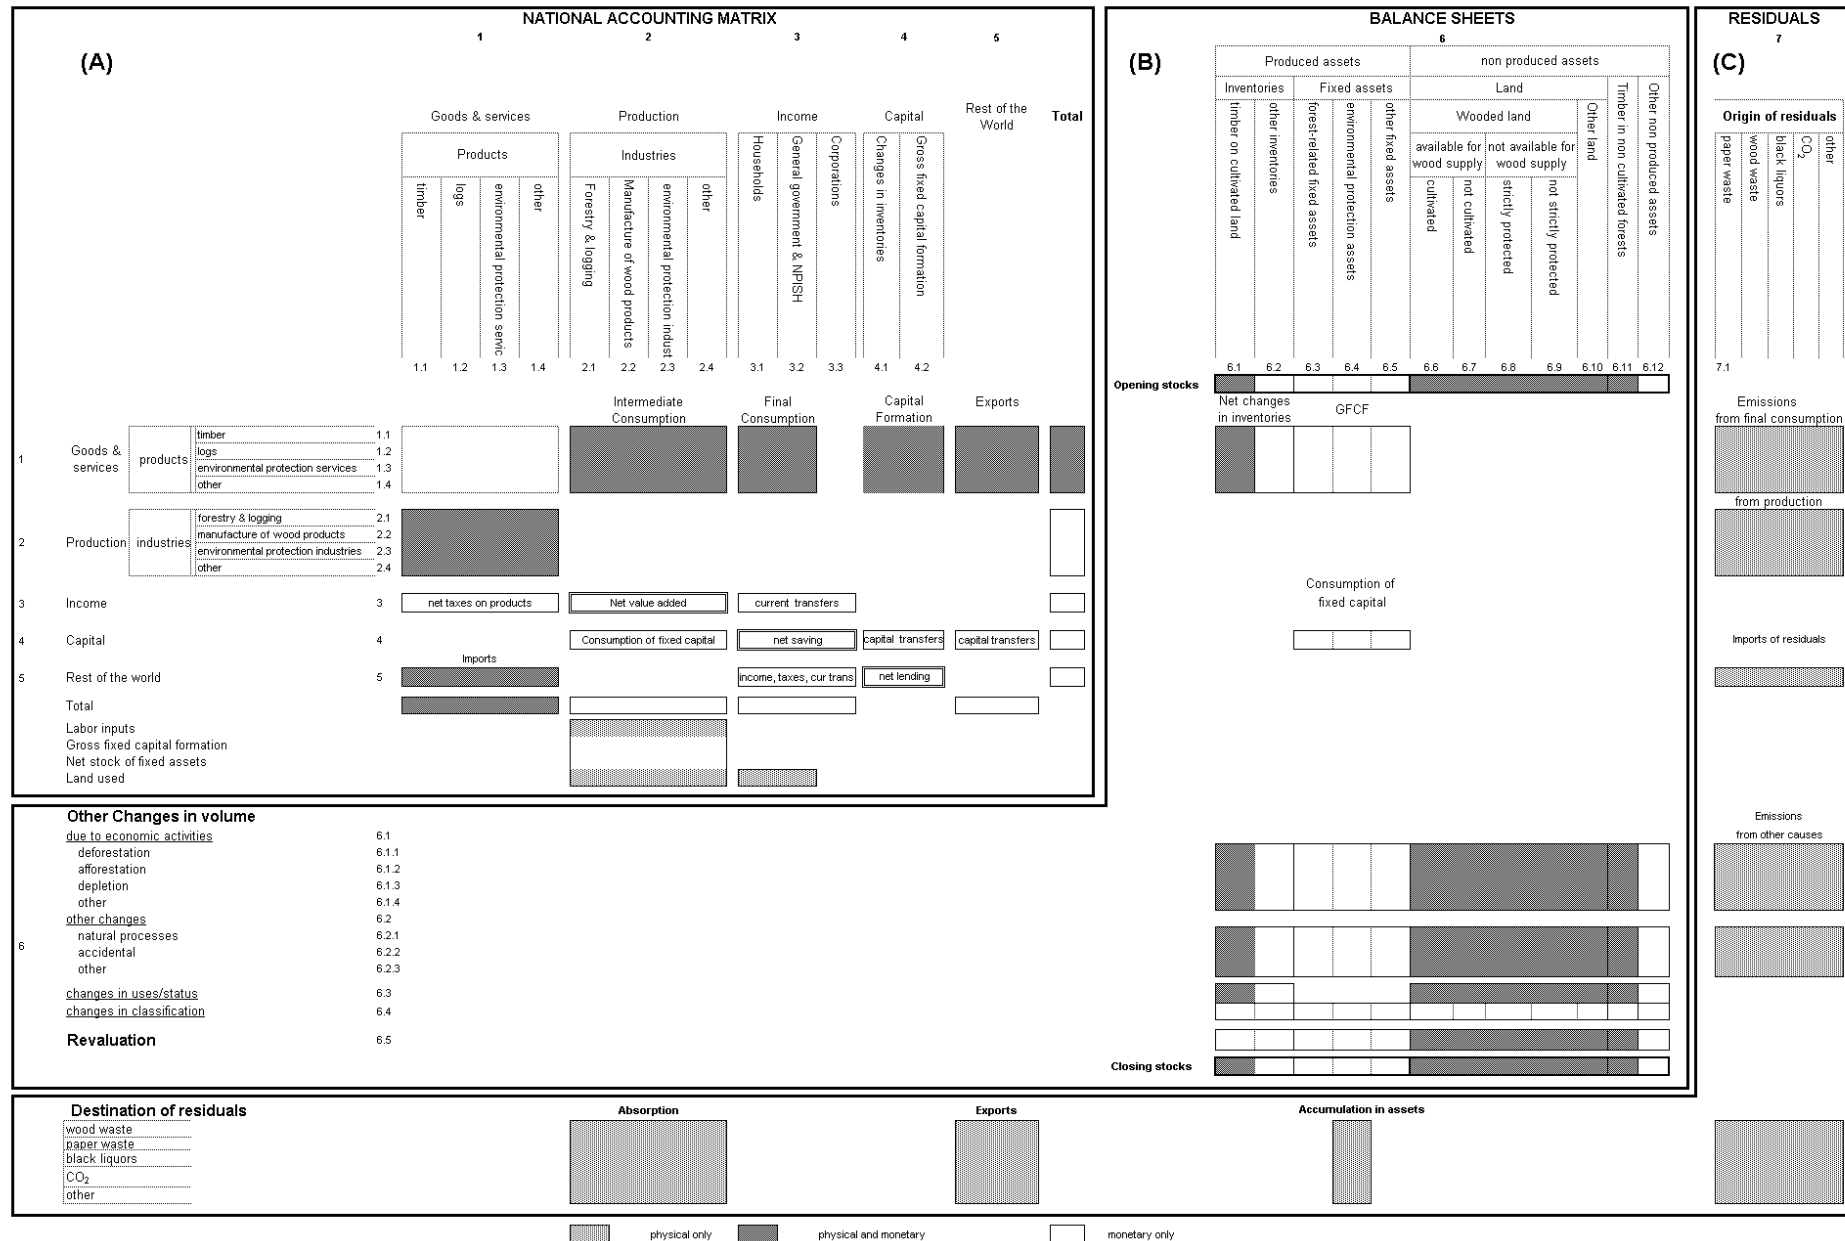 NATIONAL ACCOUNTING MATRIX
BALANCE SHEETS
RESIDUALS
1 2 3 4 5
6
7
(A)
(B)
(C)
Produced assets
non produced assets
Inventories
Fixed assets
Land
Timber in non cultivated forests
Other non produced assets
Goods & services
Production
Income
Capital
Rest of the
World
Total
Wooded land
Other land
Origin of residuals
Products
Industries
available for
wood supply
not available for
wood supply
timber
logs
environmental protection servic
other
Forestry & logging
Manufacture of wood products
environmental protection indust
other
Households
General government & NPISH
Corporations
Changes in inventories
Gross fixed capital formation
timber on cultivated land
other inventories
forest-related fixed assets
environmental protection assets
other fixed assets
cultivated
not cultivated
strictly protected
not strictly protected
paper waste
wood waste
black liquors
CO2
other
1.1 1.2 1.3 1.4 2.1 2.2 2.3 2.4 3.1 3.2 3.3 4.1 4.2
6.1 6.2 6.3 6.4 6.5 6.6 6.7 6.8 6.9 6.10 6.11 6.12
7.1
Opening stocks
Intermediate
Consumption
Final
Consumption
Capital
Formation
Exports
Net changes
in inventories
GFCF
Emissions
from final consumption
1
Goods &
services
products
timber 1.1
logs 1.2
environmental protection services 1.3
other 1.4
from production
2
Production
industries
forestry & logging 2.1
manufacture of wood products 2.2
environmental protection industries 2.3
other 2.4
Consumption of
fixed capital
3 Income 3 net taxes on products Net value added current transfers
4 Capital 4 Consumption of fixed capital net saving capital transfers capital transfers
Imports of residuals
Imports
5 Rest of the world 5 income, taxes, cur trans net lending
Total
Labor inputs
Gross fixed capital formation
Net stock of fixed assets
Land used
Other Changes in volume
Emissions
from other causes
due to economic activities 6.1
deforestation 6.1.1
afforestation 6.1.2
depletion 6.1.3
other 6.1.4
other changes 6.2
6
natural processes 6.2.1
accidental 6.2.2
other 6.2.3
changes in uses/status 6.3
changes in classification 6.4
Revaluation 6.5
Closing stocks
Destination of residuals
Absorption
Exports
Accumulation in assets
wood waste
paper waste
black liquors
CO2
other
physical only
physical and monetary
monetary only